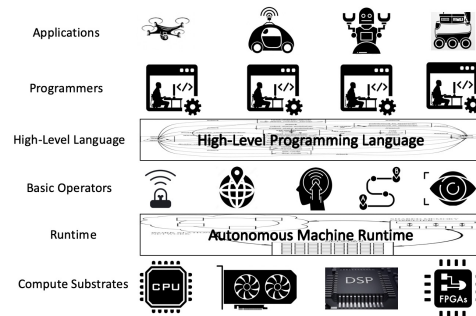 Applications
Programmers
</>
</>
</>
</>
High-Level Language
High-Level Programming Language
Basic Operators
Runtime
Autonomous Machine Runtime
Compute Substrates
CPU
DSP
FPGAs